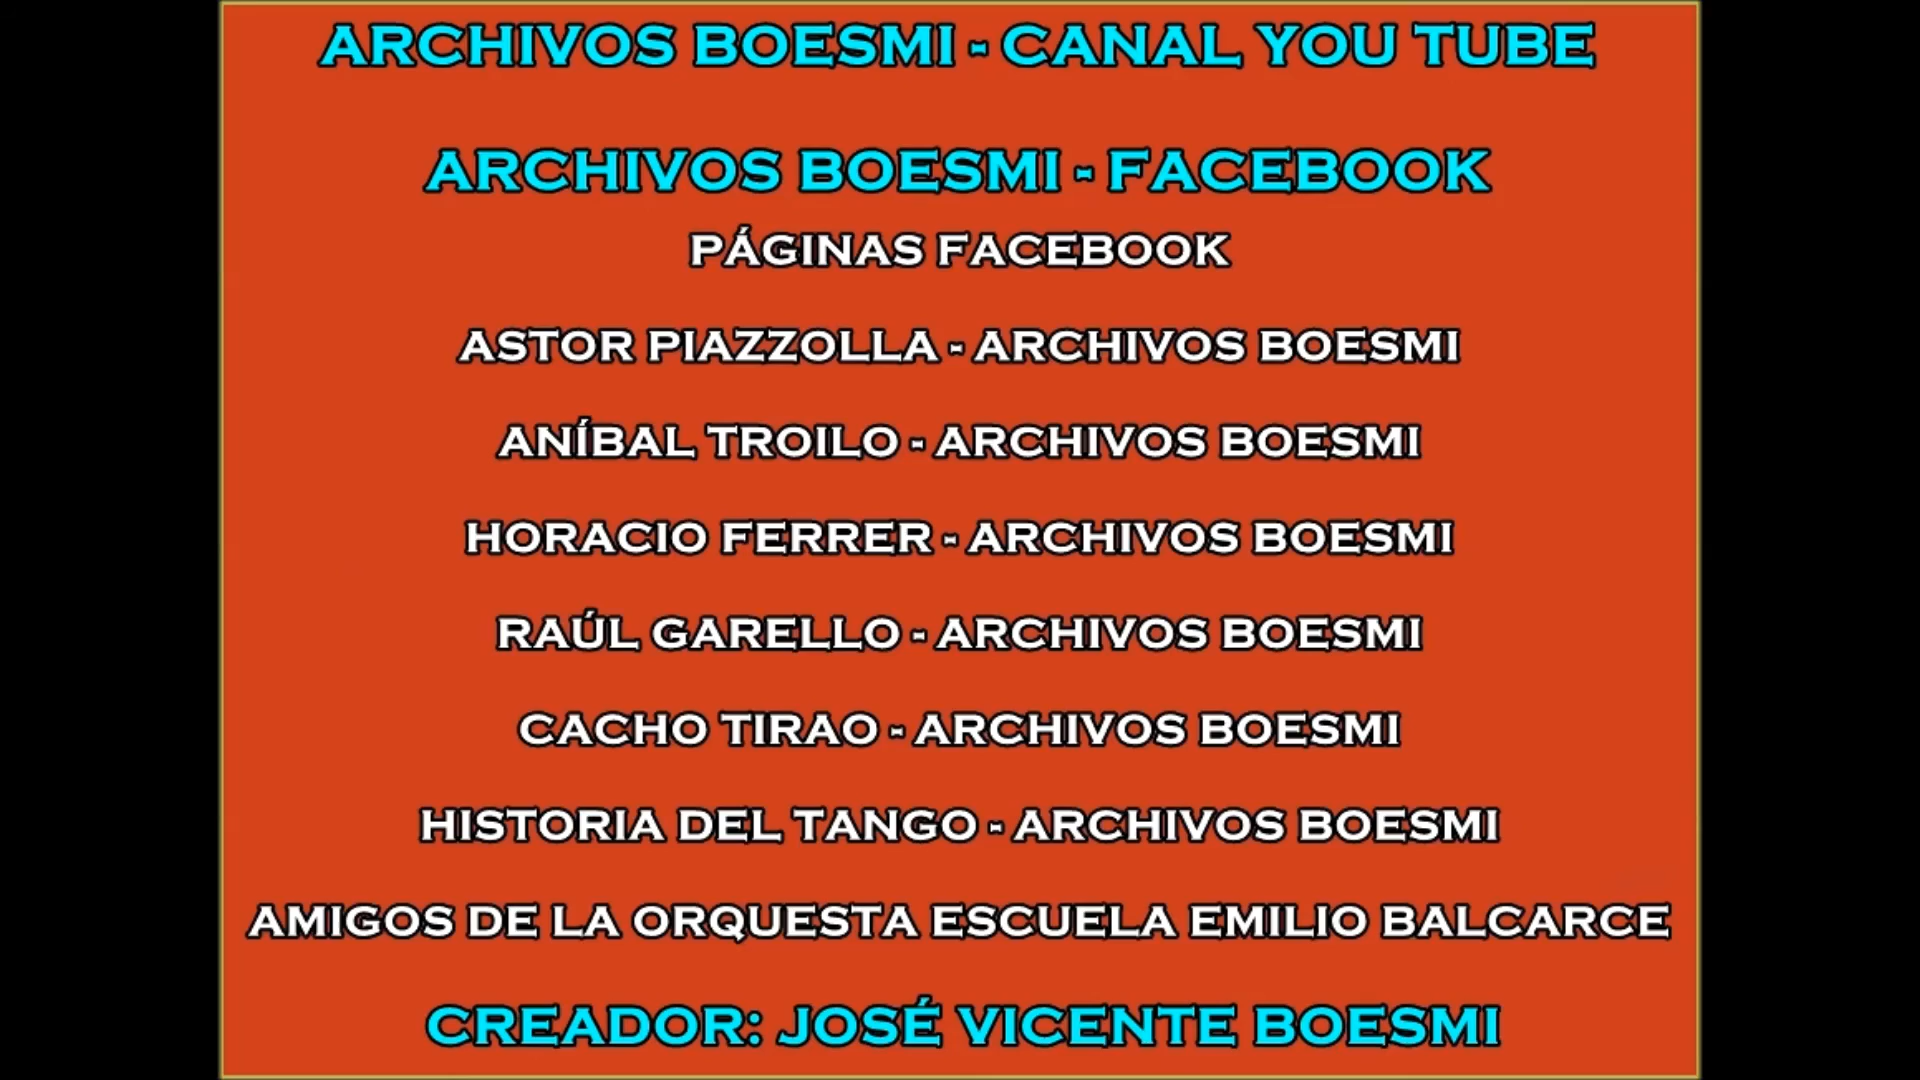 ARCHIVOS BOESMI - CANAL YOU TUBE
ARCHIVOS BOESMI - FACEBOOK
PÁGINAS FACEBOOK
ASTOR PIAZZOLLA - ARCHIVOS BOESMI
ANÍBAL TROILO - ARCHIVOS BOESMI
HORACIO FERRER - ARCHIVOS BOESMI
RAÚL GARELLO - ARCHIVOS BOESMI
CACHO TIRAO - ARCHIVOS BOESMI
HISTORIA DEL TANGO - ARCHIVOS BOESMI
AMIGOS DE LA ORQUESTA ESCUELA EMILIO BALCARCE
CREADOR: JOSÉ VICENTE BOESMI